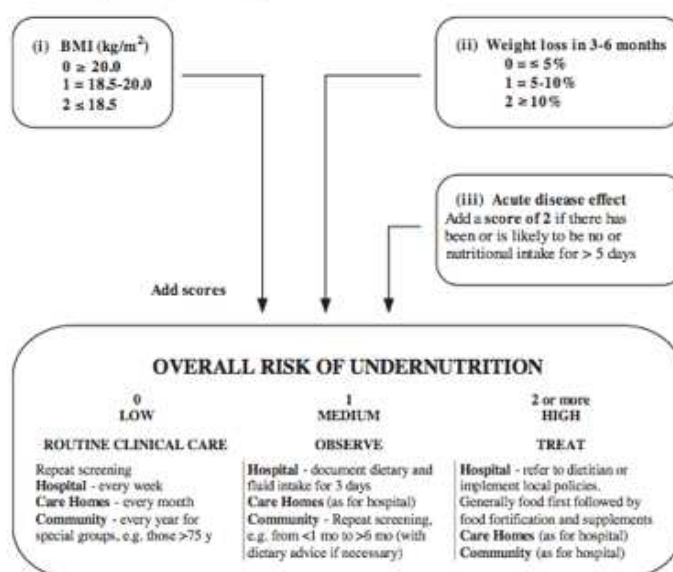 (i) BMI (kg/m²)
0 ≥ 20.0
1 = 18.5-20.0
2 ≤ 18.5
(ii) Weight loss in 3-6 months
0 = ≤ 5%
1 = 5-10%
2 ≥ 10%
(iii) Acute disease effect
Add a score of 2 if there has
been or is likely to be no or
nutritional intake for > 5 days
Add scores
OVERALL RISK OF UNDERNUTRITION
0
LOW
ROUTINE CLINICAL CARE
Repeat screening
Hospital - every week
Care Homes - every month
Community - every year for
special groups, e.g. those >75 y
1
MEDIUM
OBSERVE
Hospital - document dietary and
fluid intake for 3 days
Care Homes (as for hospital)
Community - Repeat screening,
e.g. from <1 mo to >6 mo (with
dietary advice if necessary)
2 or more
HIGH
TREAT
Hospital - refer to dietitian or
implement local policies.
Generally food first followed by
food fortification and supplements
Care Homes (as for hospital)
Community (as for hospital)